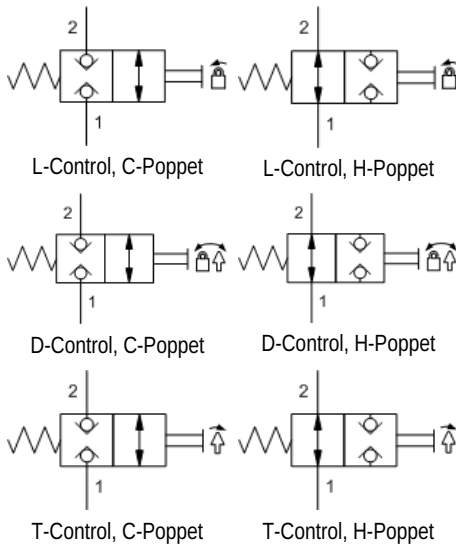 2 2
1 1
L-Control, C-Poppet L-Control, H-Poppet
2 2
1 1
D-Control, C-Poppet D-Control, H-Poppet
2 2
1 1
T-Control, C-Poppet T-Control, H-Poppet